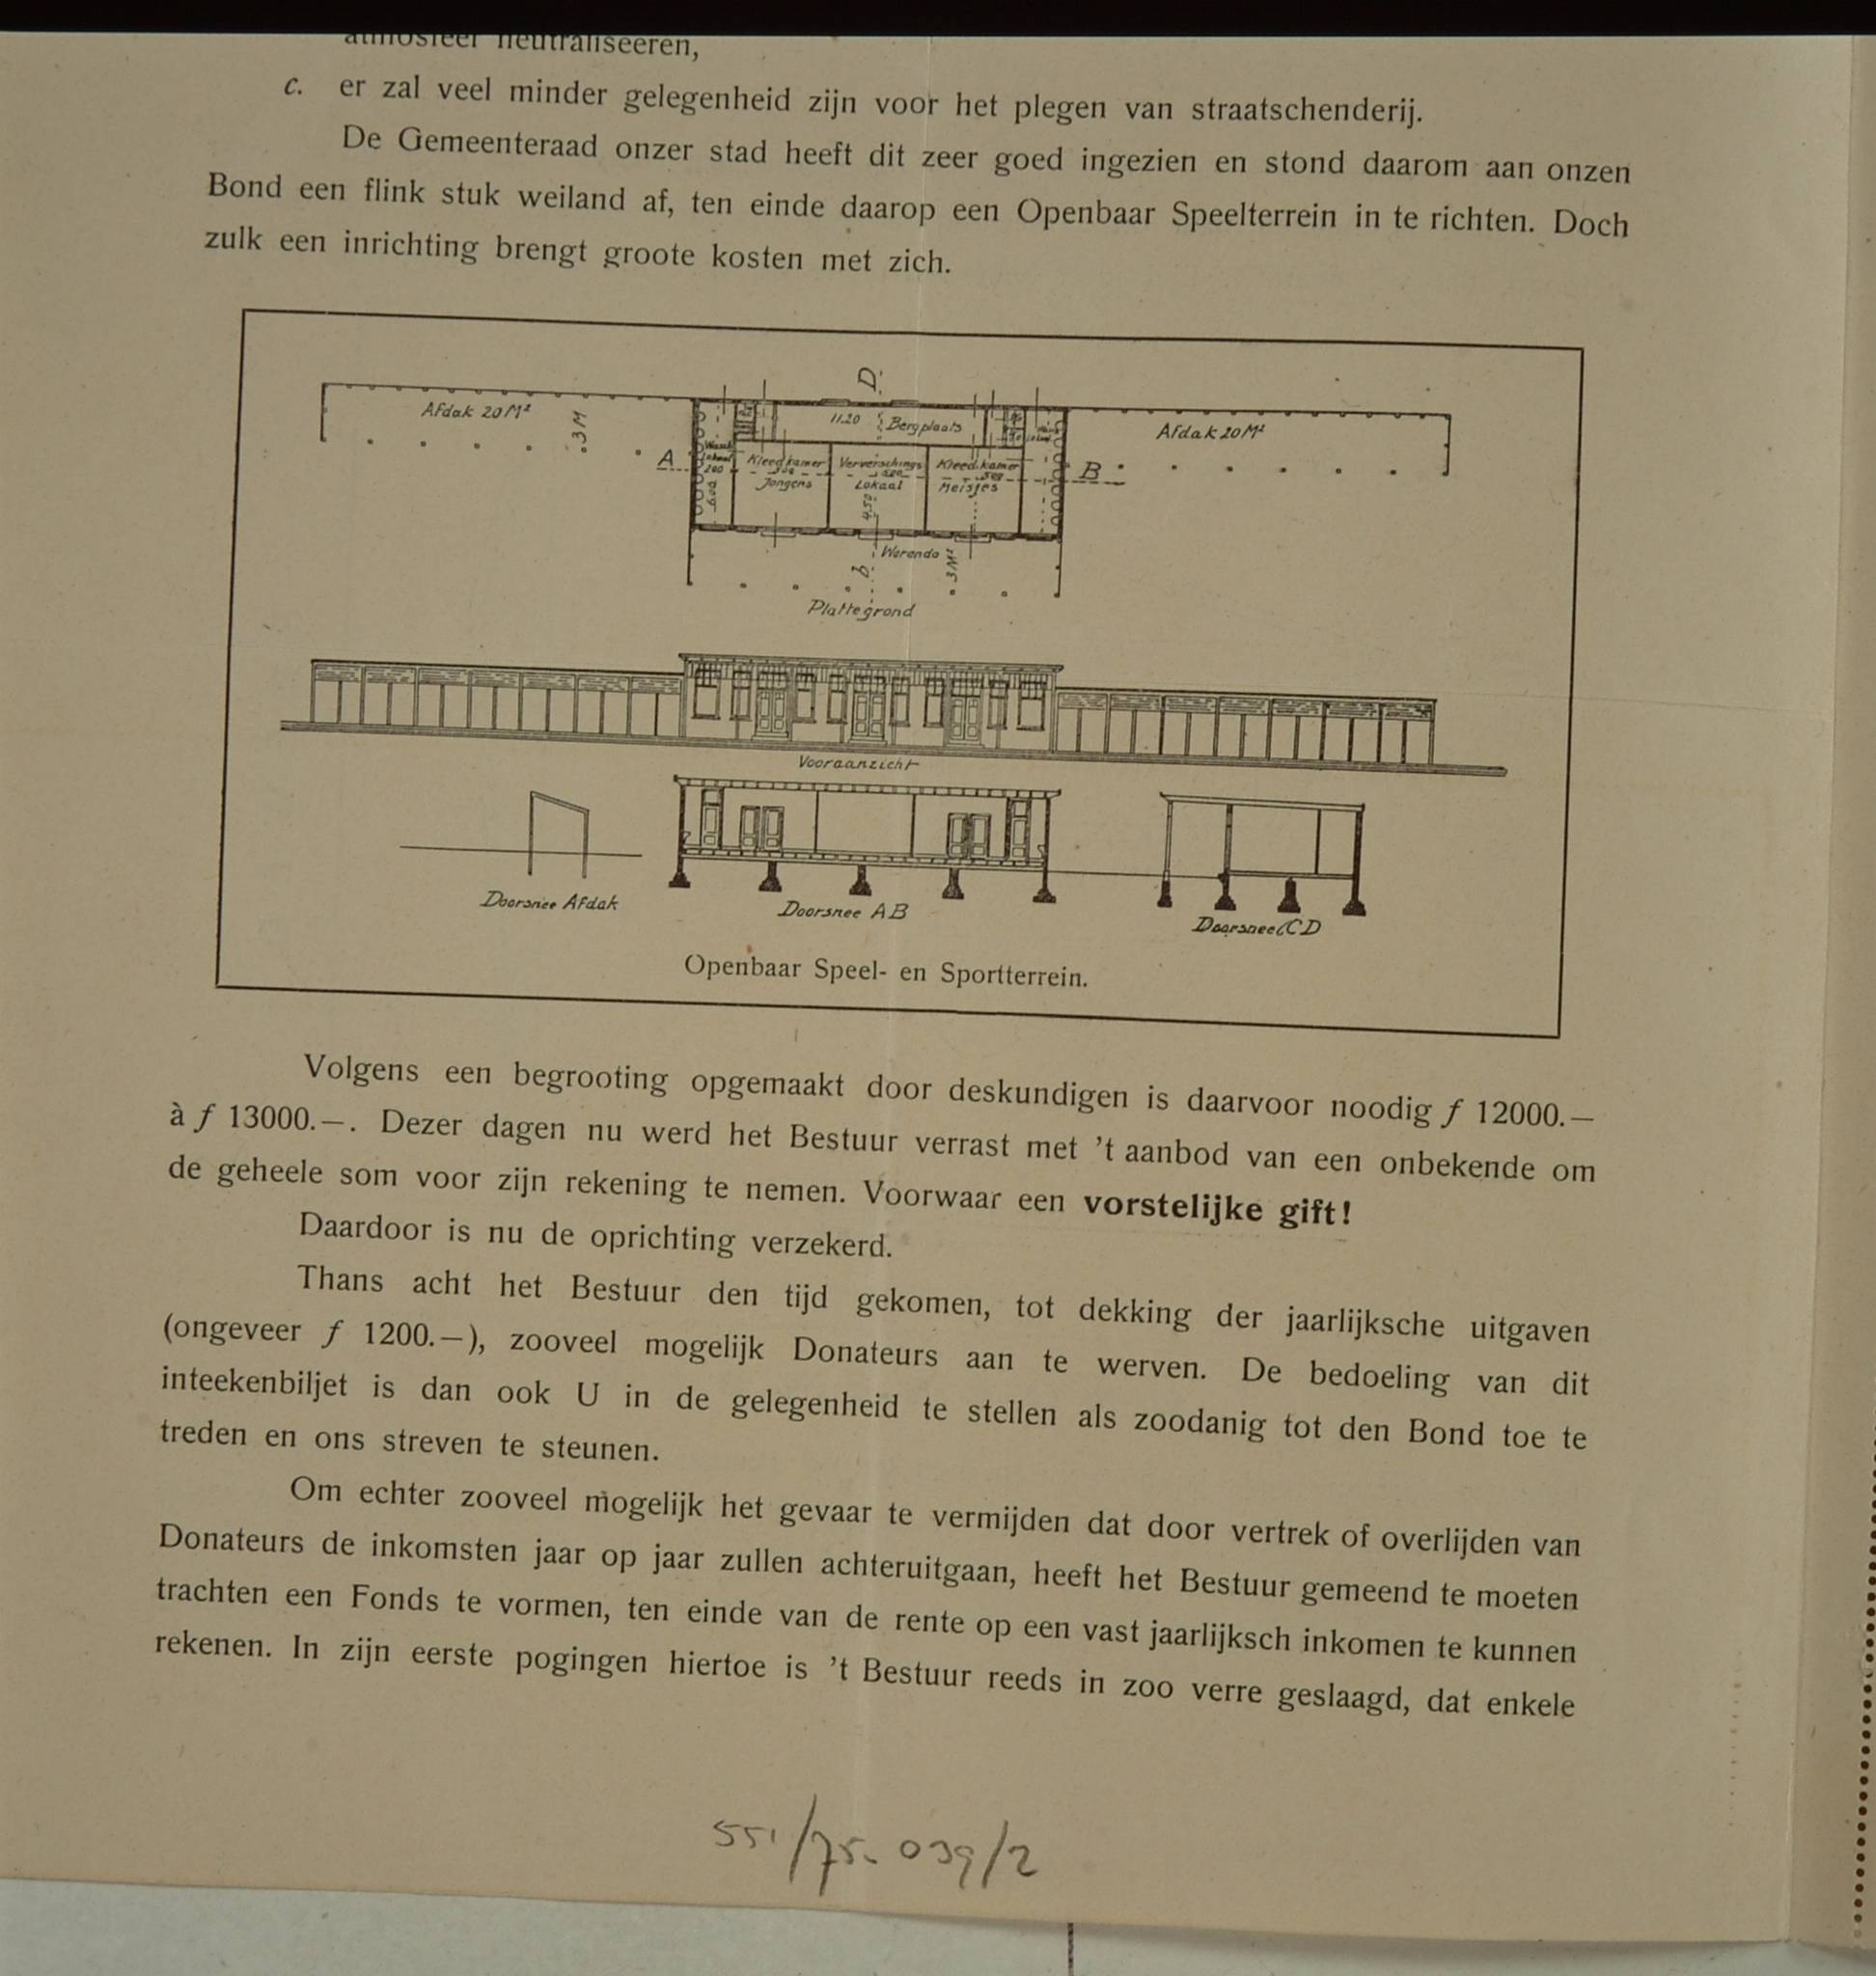 atmosfeer neutraliseeren,
c. er zal veel minder gelegenheid zijn voor het plegen van straatschenderij.
De Gemeenteraad onzer stad heeft dit zeer goed ingezien en stond daarom aan onzen
Bond een flink stuk weiland af, ten einde daarop een Openbaar Speelterrein in te richten. Doch
zulk een inrichting brengt groote kosten met zich.
D
Afdak 20 M²
3 M
11.20 Bergplaats
Afdak 20 M²
A
B
200
Kleedkamer
Jongens
Ververschings
Lokaal
Kleedkamer
Meisjes
500
600
4.50
Waranda
3 M
Plattegrond
Vooraanzicht
Doorsnee Afdak
Doorsnee AB
Doorsnee CD
Openbaar Speel- en Sportterrein.
Volgens een begrooting opgemaakt door deskundigen is daarvoor noodig ƒ 12000.—
à ƒ 13000.—. Dezer dagen nu werd het Bestuur verrast met ’t aanbod van een onbekende om
de geheele som voor zijn rekening te nemen. Voorwaar een vorstelijke gift!
Daardoor is nu de oprichting verzekerd.
Thans acht het Bestuur den tijd gekomen, tot dekking der jaarlijksche uitgaven
(ongeveer ƒ 1200.—), zooveel mogelijk Donateurs aan te werven. De bedoeling van dit
inteekenbiljet is dan ook U in de gelegenheid te stellen als zoodanig tot den Bond toe te
treden en ons streven te steunen.
Om echter zooveel mogelijk het gevaar te vermijden dat door vertrek of overlijden van
Donateurs de inkomsten jaar op jaar zullen achteruitgaan, heeft het Bestuur gemeend te moeten
trachten een Fonds te vormen, ten einde van de rente op een vast jaarlijksch inkomen te kunnen
rekenen. In zijn eerste pogingen hiertoe is ’t Bestuur reeds in zoo verre geslaagd, dat enkele
551/75-039/2